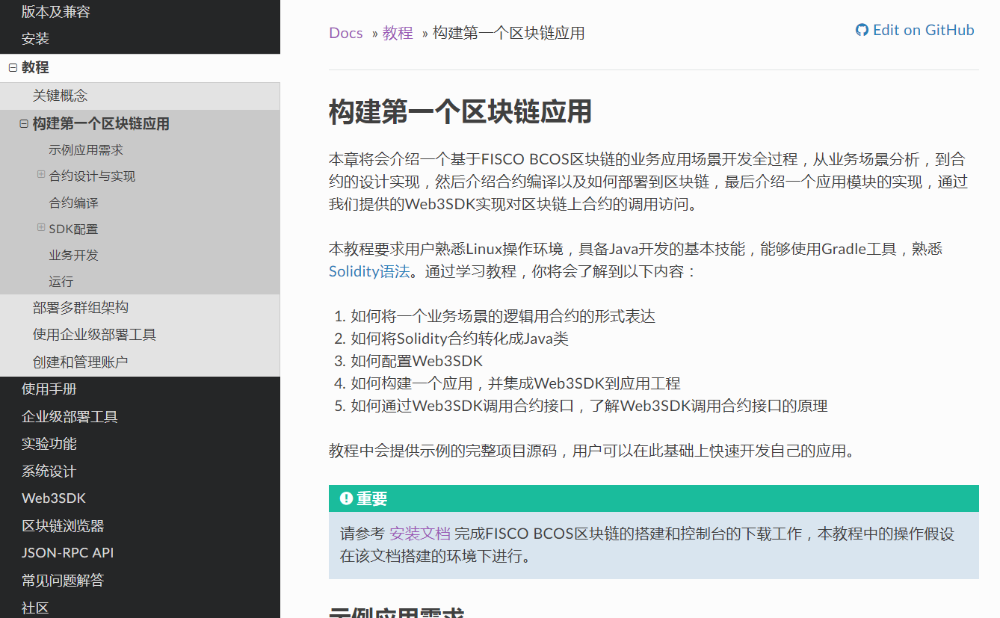 版本及兼容
安装
教程
关键概念
构建第一个区块链应用
示例应用需求
合约设计与实现
合约编译
SDK配置
业务开发
运行
部署多群组架构
使用企业级部署工具
创建和管理账户
使用手册
企业级部署工具
实验功能
系统设计
Web3SDK
区块链浏览器
JSON-RPC API
常见问题解答
社区
Docs » 教程 » 构建第一个区块链应用
Edit on GitHub
构建第一个区块链应用
本章将会介绍一个基于FISCO BCOS区块链的业务应用场景开发全过程，从业务场景分析，到合
约的设计实现，然后介绍合约编译以及如何部署到区块链，最后介绍一个应用模块的实现，通过
我们提供的Web3SDK实现对区块链上合约的调用访问。
本教程要求用户熟悉Linux操作环境，具备Java开发的基本技能，能够使用Gradle工具，熟悉
Solidity语法。通过学习教程，你将会了解到以下内容：
1. 如何将一个业务场景的逻辑用合约的形式表达
2. 如何将Solidity合约转化成Java类
3. 如何配置Web3SDK
4. 如何构建一个应用，并集成Web3SDK到应用工程
5. 如何通过Web3SDK调用合约接口，了解Web3SDK调用合约接口的原理
教程中会提供示例的完整项目源码，用户可以在此基础上快速开发自己的应用。
重要
请参考 安装文档 完成FISCO BCOS区块链的搭建和控制台的下载工作，本教程中的操作假设
在该文档搭建的环境下进行。
示例应用需求